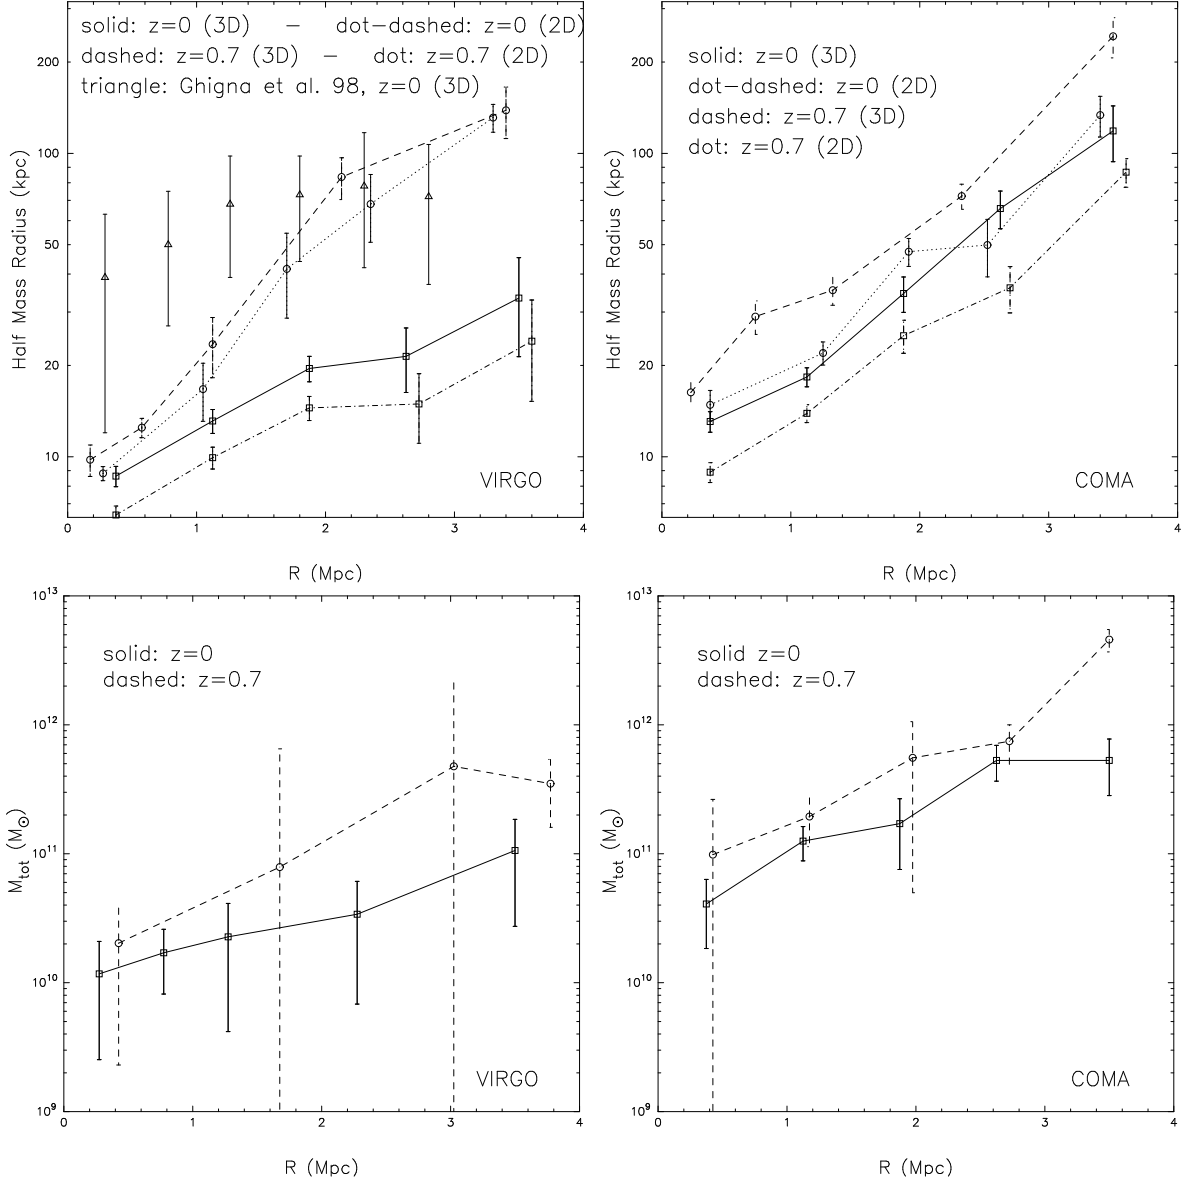 solid: z=0 (3D) – dot-dashed: z=0 (2D)
dashed: z=0.7 (3D) – dot: z=0.7 (2D)
triangle: Ghigna et al. 98, z=0 (3D)
200
100
50
20
10
Half Mass Radius (kpc)
VIRGO
0 1 2 3 4
R (Mpc)
solid: z=0 (3D)
dot-dashed: z=0 (2D)
dashed: z=0.7 (3D)
dot: z=0.7 (2D)
200
100
50
20
10
Half Mass Radius (kpc)
COMA
0 1 2 3 4
R (Mpc)
solid: z=0
dashed: z=0.7
10¹³
10¹²
10¹¹
10¹⁰
10⁹
M_tot (M_⊙)
VIRGO
0 1 2 3 4
R (Mpc)
solid z=0
dashed: z=0.7
10¹³
10¹²
10¹¹
10¹⁰
10⁹
M_tot (M_⊙)
COMA
0 1 2 3 4
R (Mpc)